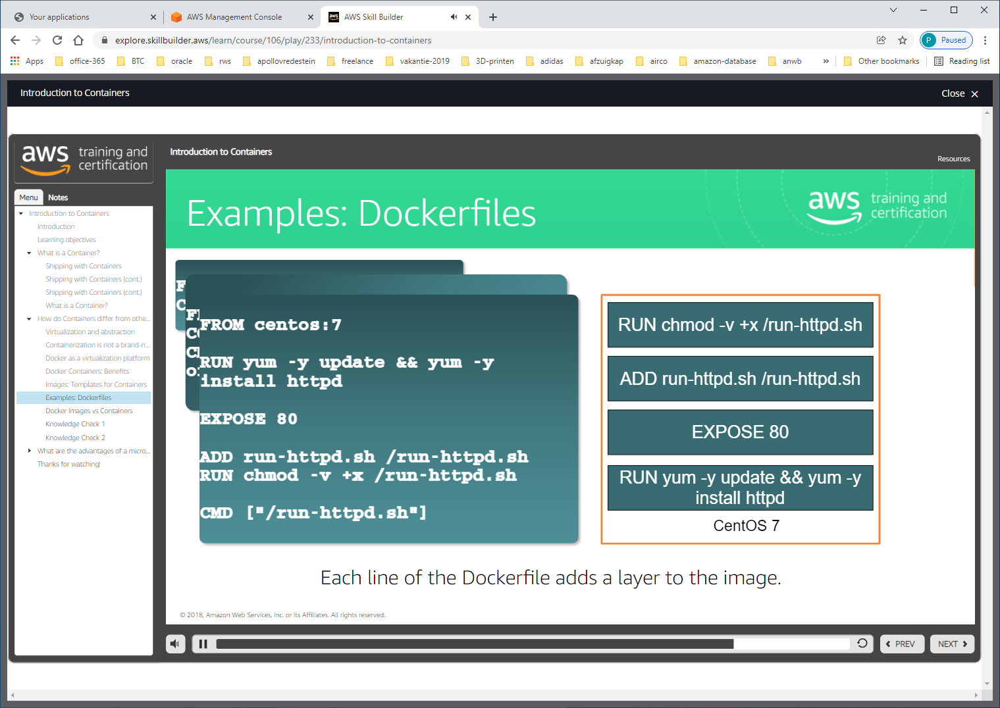 Your applications
AWS Management Console
aws
AWS Skill Builder
explore.skillbuilder.aws/learn/course/106/play/233/introduction-to-containers
P
Paused
Apps
office-365
BTC
oracle
rws
apollovredestein
freelance
vakantie-2019
3D-printen
adidas
afzuigkap
airco
amazon-database
anwb
»
Other bookmarks
Reading list
Introduction to Containers
Close
aws training and certification
Introduction to Containers
Resources
Menu
Notes
Introduction to Containers
Introduction
Learning objectives
What is a Container?
Shipping with Containers
Shipping with Containers (cont.)
Shipping with Containers (cont.)
What is a Container?
How do Containers differ from othe...
Virtualization and abstraction
Containerization is not a brand-n...
Docker as a virtualization platform
Docker Containers: Benefits
Images: Templates for Containers
Examples: Dockerfiles
Docker Images vs Containers
Knowledge Check 1
Knowledge Check 2
What are the advantages of a micro...
Thanks for watching!
Examples: Dockerfiles
aws training and certification
FROM centos:7
RUN yum -y update && yum -y
install httpd
EXPOSE 80
ADD run-httpd.sh /run-httpd.sh
RUN chmod -v +x /run-httpd.sh
CMD ["/run-httpd.sh"]
RUN chmod -v +x /run-httpd.sh
ADD run-httpd.sh /run-httpd.sh
EXPOSE 80
RUN yum -y update && yum -y
install httpd
CentOS 7
Each line of the Dockerfile adds a layer to the image.
© 2018, Amazon Web Services, Inc. or its Affiliates. All rights reserved.
PREV
NEXT